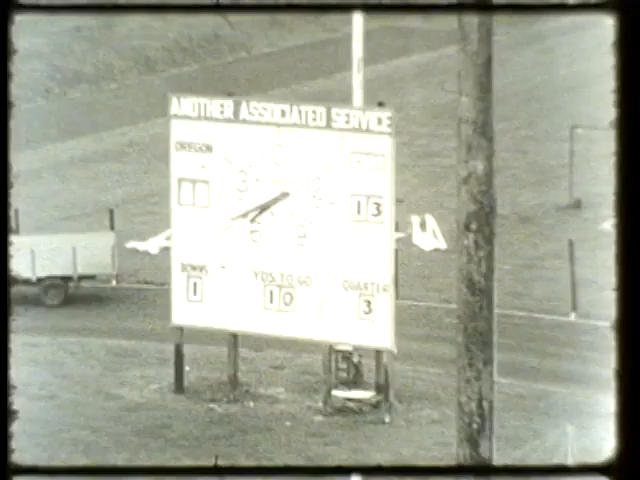 ANOTHER ASSOCIATED SERVICE
OREGON
13
DOWNS
YDS TO GO
QUARTER
1
10
3